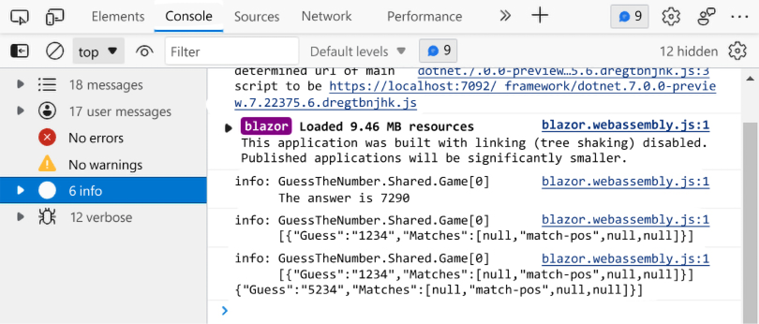 Elements Console Sources Network Performance 9
top Filter Default levels 9 12 hidden
18 messages
17 user messages
No errors
No warnings
6 info
12 verbose
determined url of main dotnet./.0.0-preview…5.6.dregtbnjhk.js:3
script to be https://localhost:7092/_framework/dotnet.7.0.0-previe
w.7.22375.6.dregtbnjhk.js
blazor Loaded 9.46 MB resources blazor.webassembly.js:1
This application was built with linking (tree shaking) disabled.
Published applications will be significantly smaller.
info: GuessTheNumber.Shared.Game[0] blazor.webassembly.js:1
The answer is 7290
info: GuessTheNumber.Shared.Game[0] blazor.webassembly.js:1
[{"Guess":"1234","Matches":[null,"match-pos",null,null]}]
info: GuessTheNumber.Shared.Game[0] blazor.webassembly.js:1
[{"Guess":"1234","Matches":[null,"match-pos",null,null]}]
{"Guess":"5234","Matches":[null,"match-pos",null,null]}]